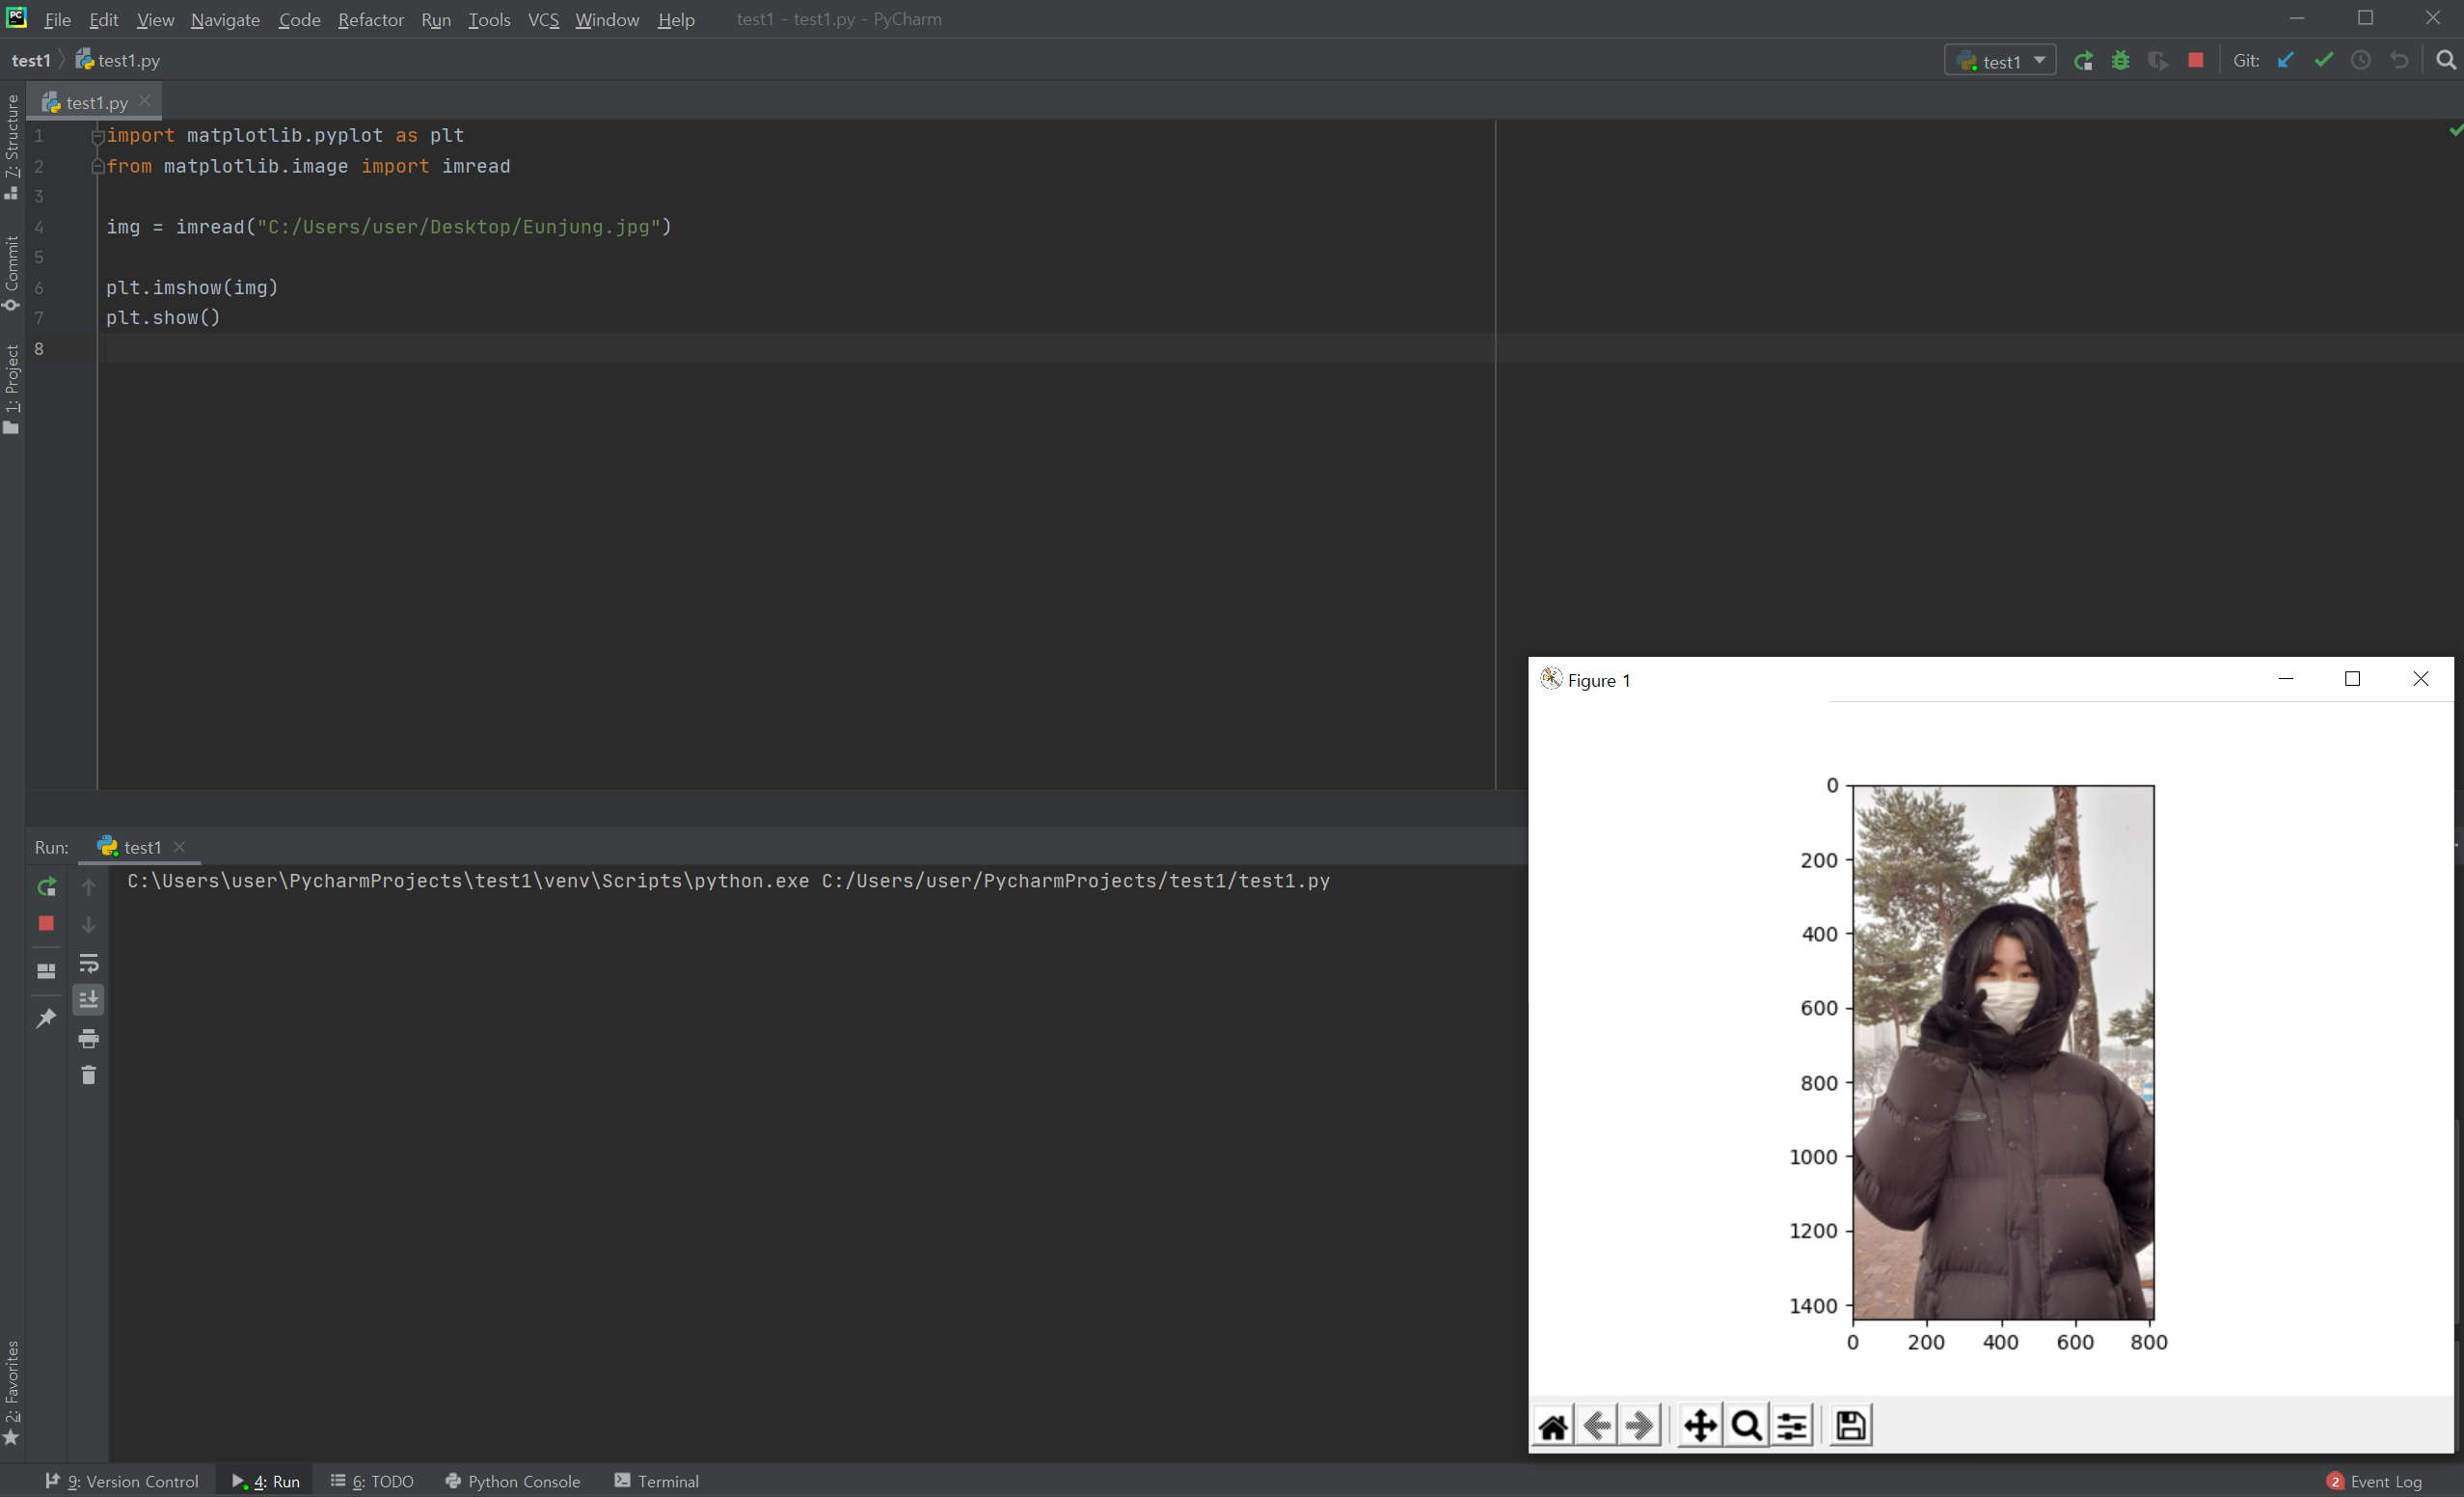 File Edit View Navigate Code Refactor Run Tools VCS Window Help test1 - test1.py - PyCharm
test1 test1.py
test1
Git:
test1.py
7: Structure
Commit
1: Project
2: Favorites
1 import matplotlib.pyplot as plt
2 from matplotlib.image import imread
3
4 img = imread("C:/Users/user/Desktop/Eunjung.jpg")
5
6 plt.imshow(img)
7 plt.show()
8
Run: test1
C:\Users\user\PycharmProjects\test1\venv\Scripts\python.exe C:/Users/user/PycharmProjects/test1/test1.py
Figure 1
0
200
400
600
800
1000
1200
1400
0 200 400 600 800
9: Version Control 4: Run 6: TODO Python Console Terminal
2 Event Log